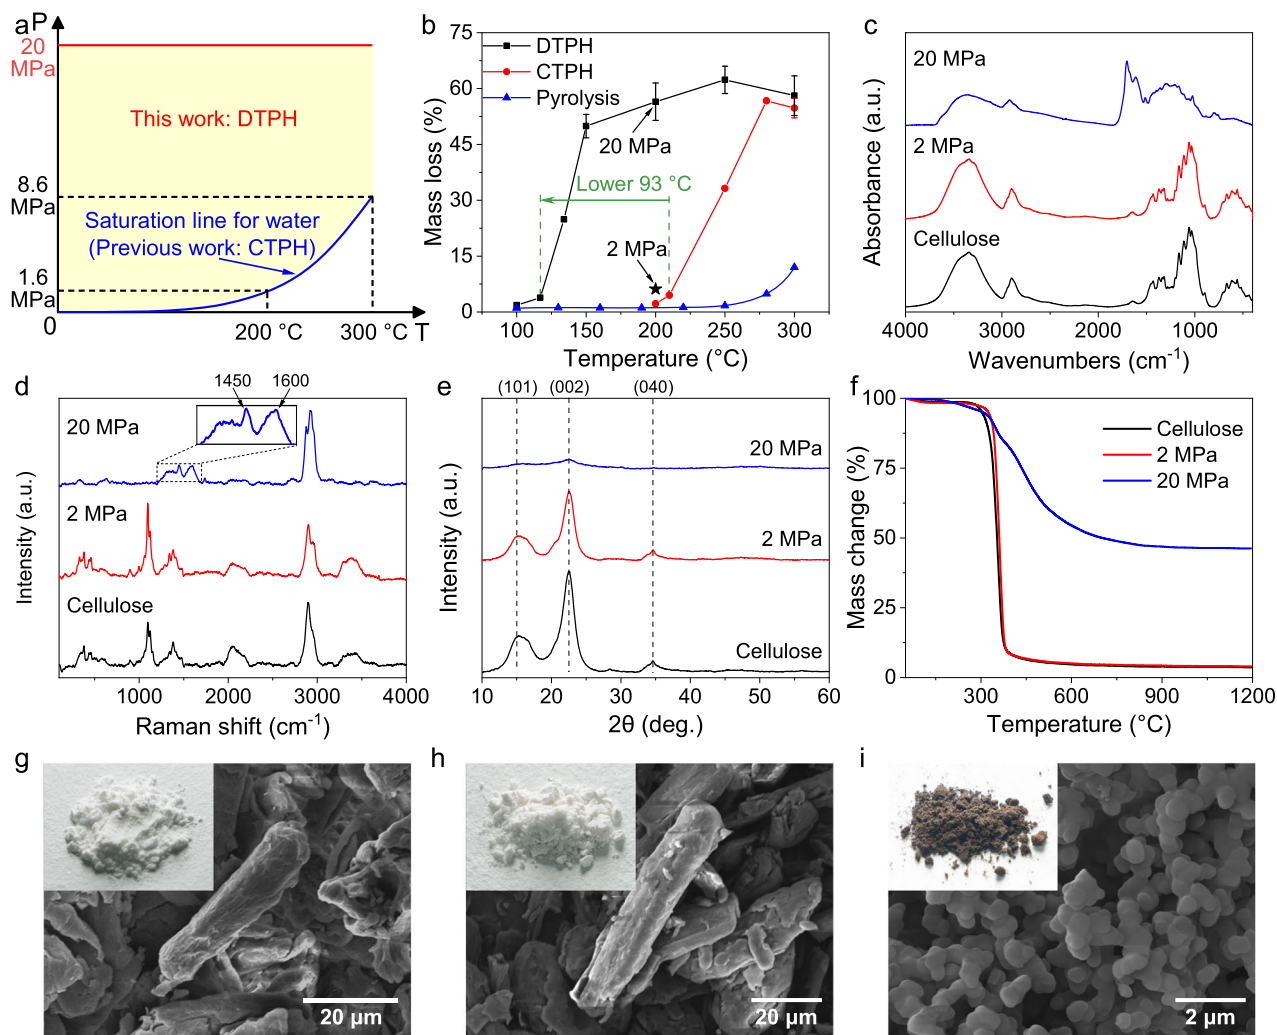 a
P
20
MPa
This work: DTPH
8.6
MPa
Saturation line for water
(Previous work: CTPH)
1.6
MPa
0
200 °C
300 °C
T
b
75
60
45
30
15
0
Mass loss (%)
DTPH
CTPH
Pyrolysis
20 MPa
Lower 93 °C
2 MPa
100
150
200
250
300
Temperature (°C)
c
Absorbance (a.u.)
20 MPa
2 MPa
Cellulose
4000
3000
2000
1000
Wavenumbers (cm-1)
d
1450
1600
20 MPa
2 MPa
Cellulose
Intensity (a.u.)
1000
2000
3000
4000
Raman shift (cm-1)
e
(101)
(002)
(040)
20 MPa
2 MPa
Cellulose
Intensity (a.u.)
10
20
30
40
50
60
2θ (deg.)
f
100
75
50
25
0
Mass change (%)
Cellulose
2 MPa
20 MPa
300
600
900
1200
Temperature (°C)
g
20 µm
h
20 µm
i
2 µm